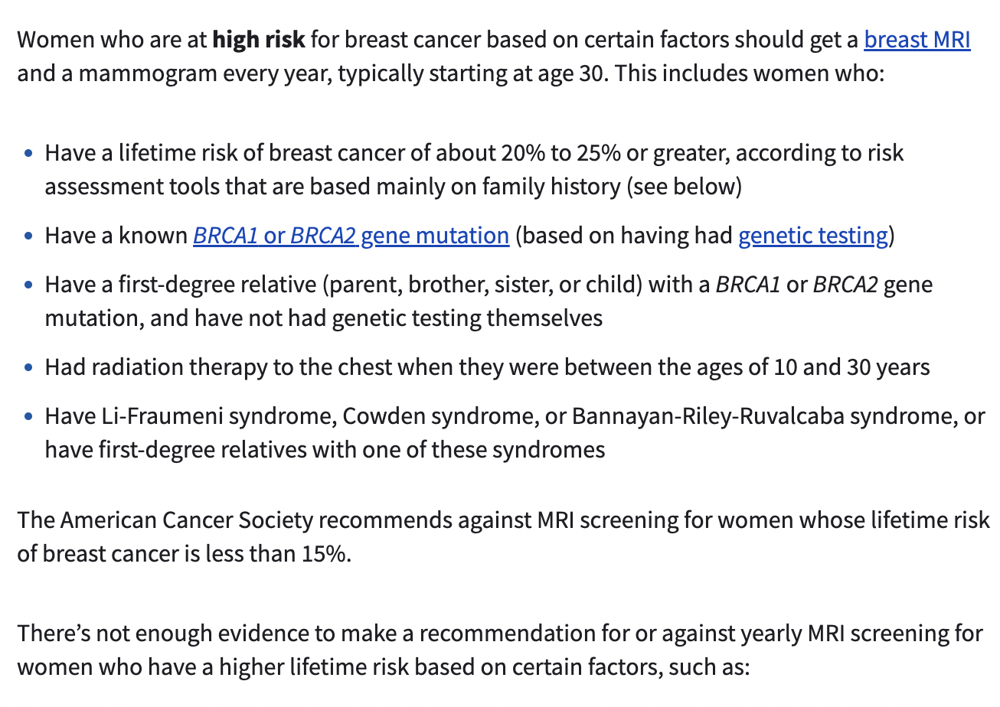 Women who are at high risk for breast cancer based on certain factors should get a breast MRI
and a mammogram every year, typically starting at age 30. This includes women who:
• Have a lifetime risk of breast cancer of about 20% to 25% or greater, according to risk
assessment tools that are based mainly on family history (see below)
• Have a known BRCA1 or BRCA2 gene mutation (based on having had genetic testing)
• Have a first-degree relative (parent, brother, sister, or child) with a BRCA1 or BRCA2 gene
mutation, and have not had genetic testing themselves
• Had radiation therapy to the chest when they were between the ages of 10 and 30 years
• Have Li-Fraumeni syndrome, Cowden syndrome, or Bannayan-Riley-Ruvalcaba syndrome, or
have first-degree relatives with one of these syndromes
The American Cancer Society recommends against MRI screening for women whose lifetime risk
of breast cancer is less than 15%.
There’s not enough evidence to make a recommendation for or against yearly MRI screening for
women who have a higher lifetime risk based on certain factors, such as: